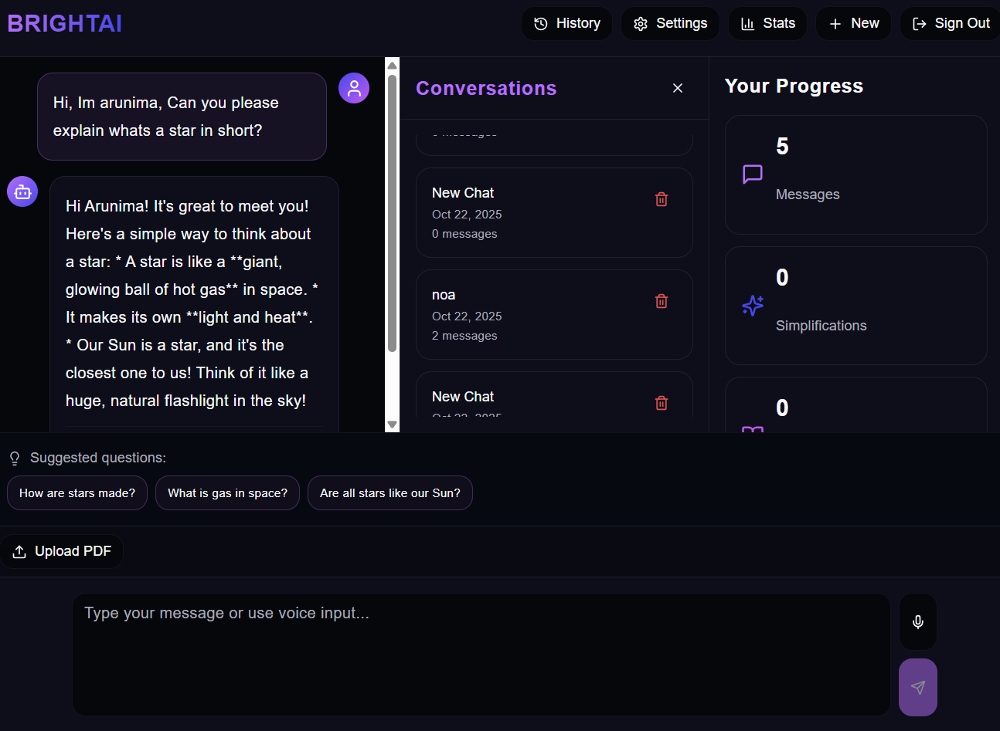 BRIGHTAI
History
Settings
Stats
New
Sign Out
Hi, Im arunima, Can you please
explain whats a star in short?
Hi Arunima! It's great to meet you!
Here's a simple way to think about
a star: * A star is like a **giant,
glowing ball of hot gas** in space. *
It makes its own **light and heat**.
* Our Sun is a star, and it's the
closest one to us! Think of it like a
huge, natural flashlight in the sky!
Conversations
New Chat
Oct 22, 2025
0 messages
noa
Oct 22, 2025
2 messages
New Chat
Oct 22, 2025
Your Progress
5
Messages
0
Simplifications
0
Suggested questions:
How are stars made?
What is gas in space?
Are all stars like our Sun?
Upload PDF
Type your message or use voice input...